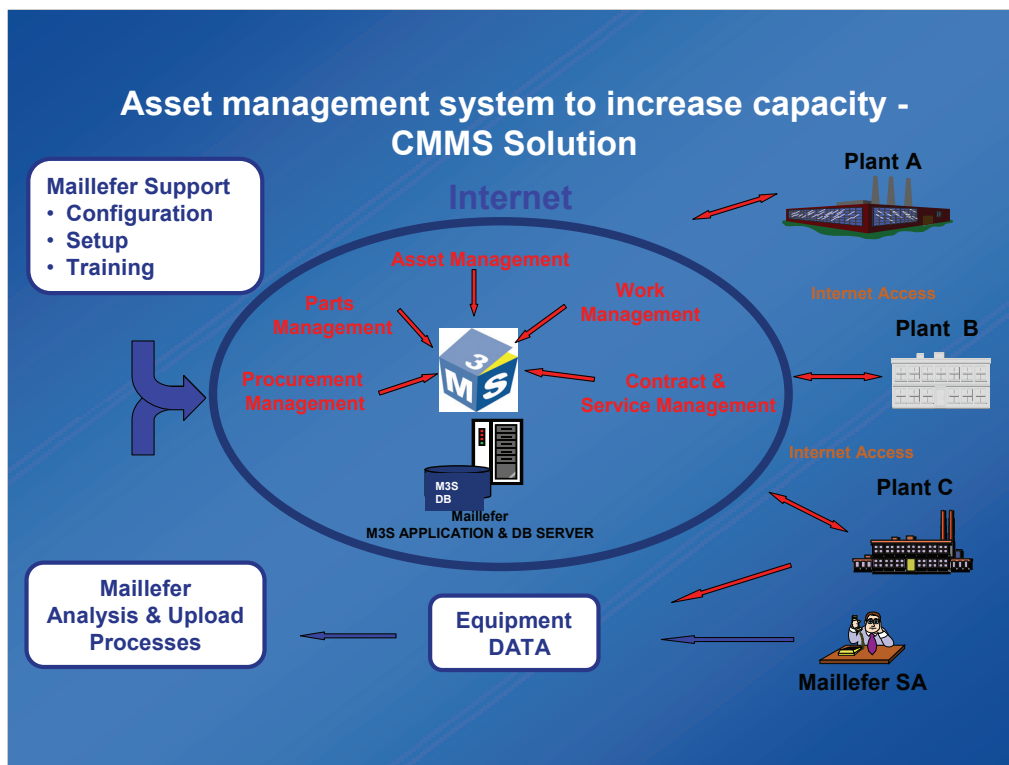 Asset management system to increase capacity -
CMMS Solution
Maillefer Support
• Configuration
• Setup
• Training
Internet
Plant A
Asset Management
Parts
Management
Work
Management
Internet Access
Plant B
3
M S
Procurement
Management
Contract &
Service Management
Internet Access
M3S
DB
Maillefer
M3S APPLICATION & DB SERVER
Plant C
Maillefer
Analysis & Upload
Processes
Equipment
DATA
Maillefer SA